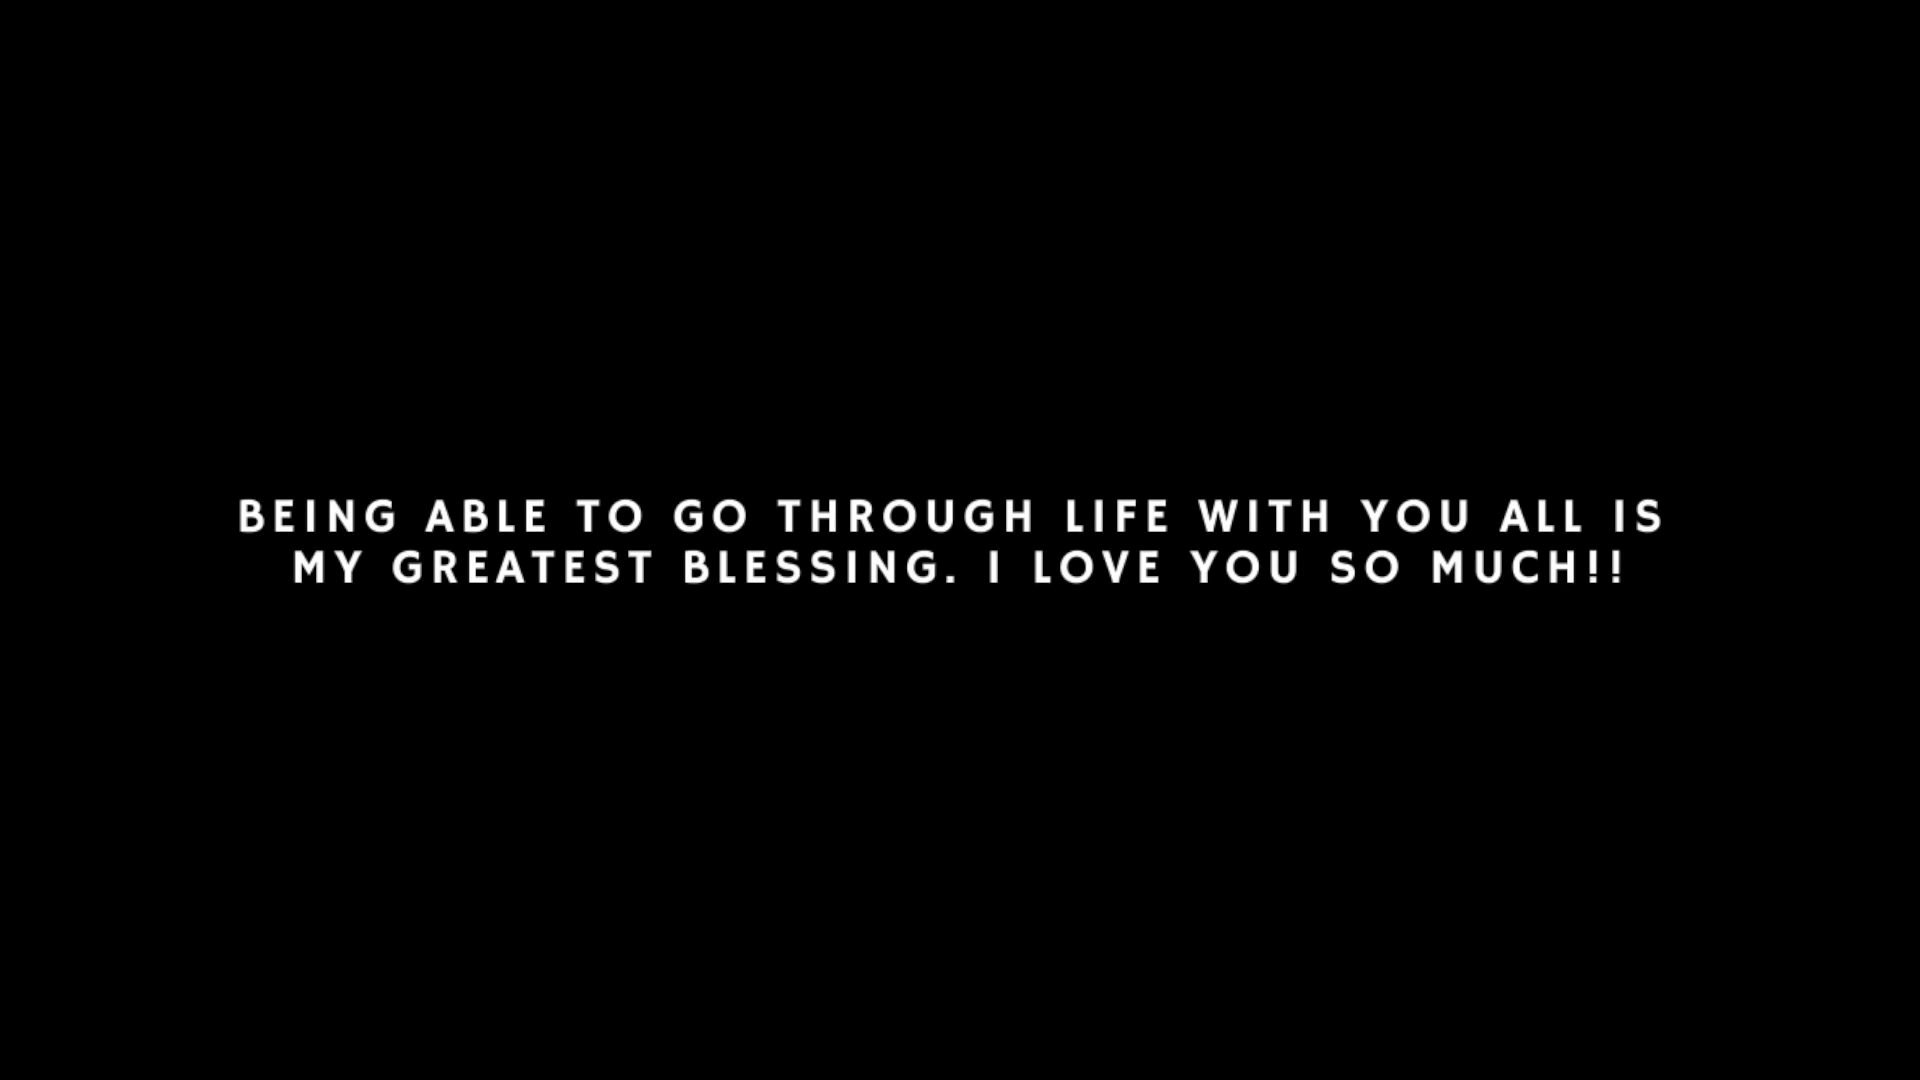 BEING ABLE TO GO THROUGH LIFE WITH YOU ALL IS
MY GREATEST BLESSING. I LOVE YOU SO MUCH!!